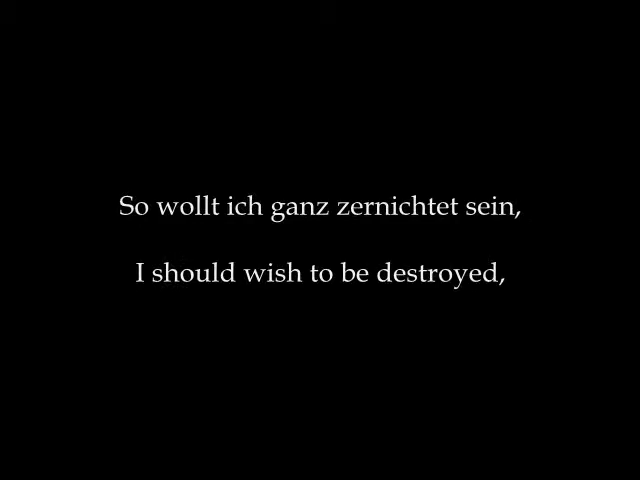 So wollt ich ganz zernichtet sein,
I should wish to be destroyed,